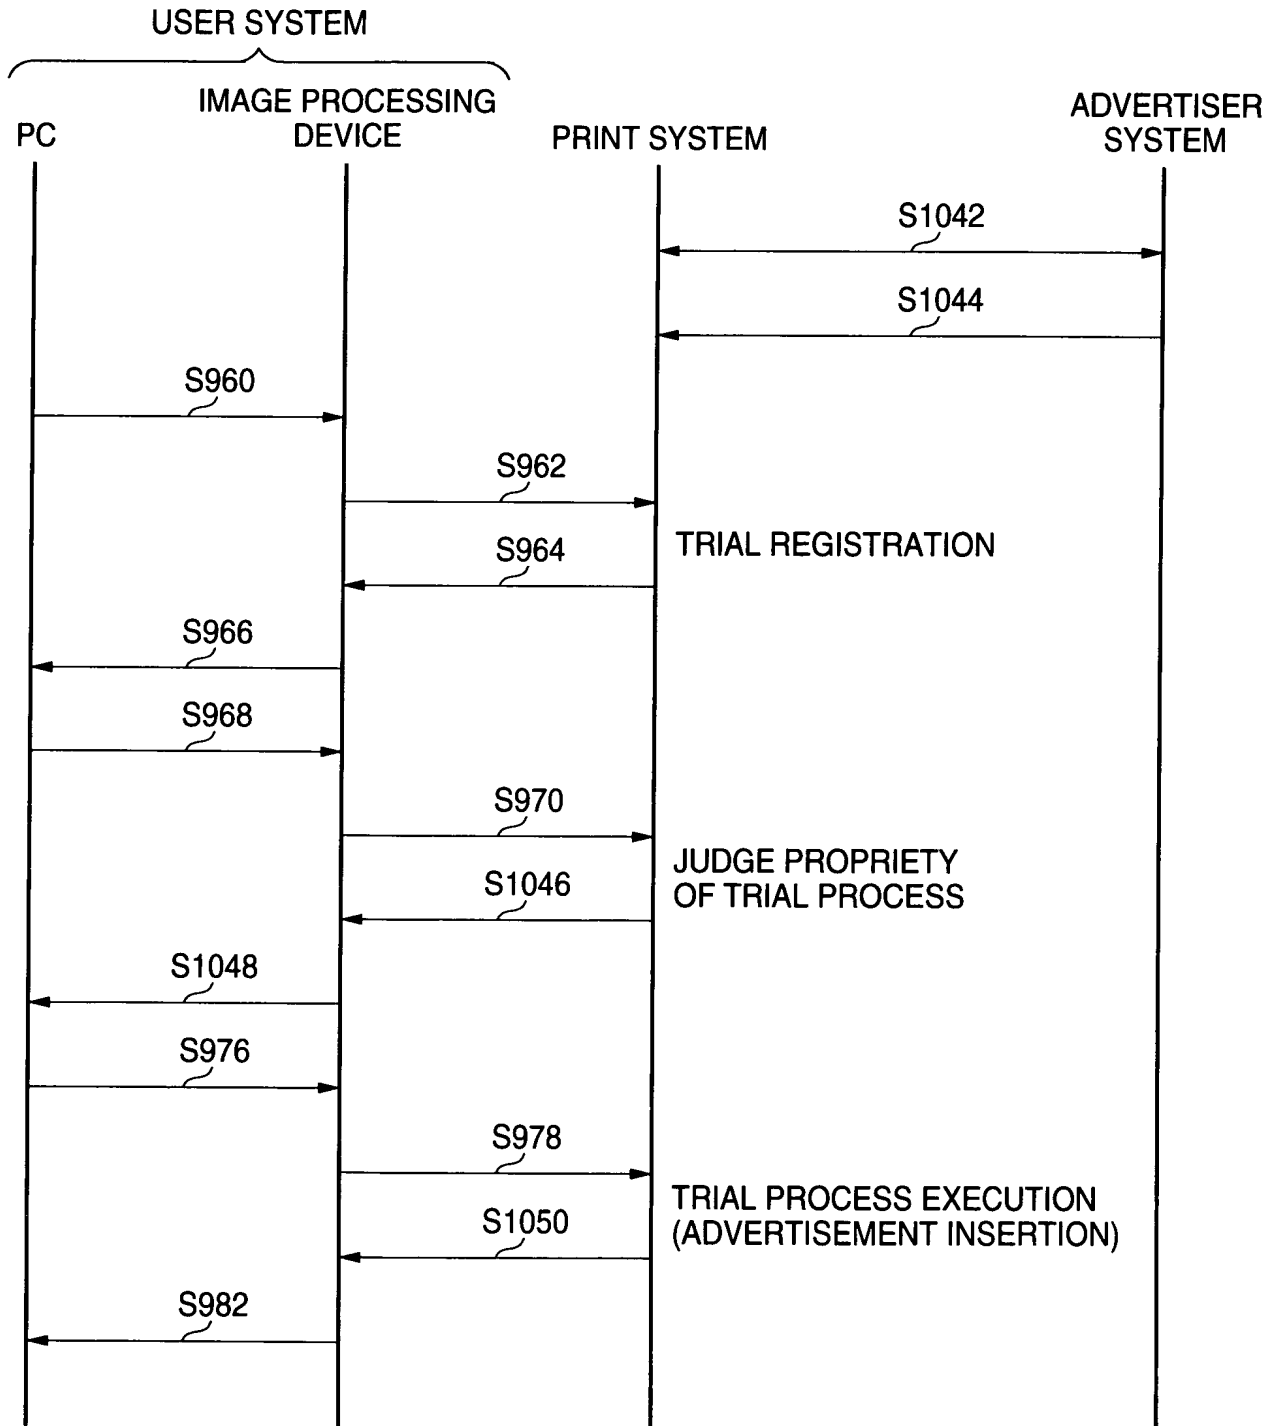 USER SYSTEM
IMAGE PROCESSING
DEVICE
PC
PRINT SYSTEM
ADVERTISER
SYSTEM
S1042
S1044
S960
S962
TRIAL REGISTRATION
S964
S966
S968
S970
JUDGE PROPRIETY
OF TRIAL PROCESS
S1046
S1048
S976
S978
TRIAL PROCESS EXECUTION
(ADVERTISEMENT INSERTION)
S1050
S982